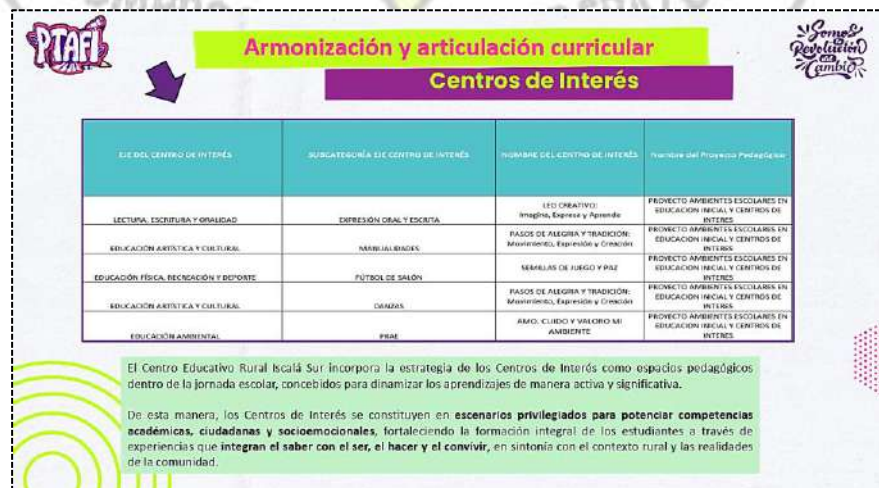 PTAFI
Armonización y articulación curricular
Somos la
Revolución
del
Cambio
Centros de Interés
EJE DEL CENTRO DE INTERÉS
SUBCATEGORÍA EJE CENTRO DE INTERÉS
NOMBRE DEL CENTRO DE INTERÉS
Nombre del Proyecto Pedagógico
LECTURA, ESCRITURA Y ORALIDAD
EXPRESIÓN ORAL Y ESCRITA
LEO CREATIVO:
Imagino, Expreso y Aprendo
PROYECTO AMBIENTES ESCOLARES EN
EDUCACIÓN INICIAL Y CENTROS DE
INTERES
EDUCACIÓN ARTÍSTICA Y CULTURAL
MANUALIDADES
PASOS DE ALEGRIA Y TRADICIÓN:
Movimiento, Expresión y Creación
PROYECTO AMBIENTES ESCOLARES EN
EDUCACIÓN INICIAL Y CENTROS DE
INTERES
EDUCACIÓN FÍSICA, RECREACIÓN Y DEPORTE
FÚTBOL DE SALÓN
SEMILLAS DE JUEGO Y PAZ
PROYECTO AMBIENTES ESCOLARES EN
EDUCACIÓN INICIAL Y CENTROS DE
INTERES
EDUCACIÓN ARTÍSTICA Y CULTURAL
DANZAS
PASOS DE ALEGRIA Y TRADICIÓN:
Movimiento, Expresión y Creación
PROYECTO AMBIENTES ESCOLARES EN
EDUCACIÓN INICIAL Y CENTROS DE
INTERES
EDUCACIÓN AMBIENTAL
PRAE
AMO, CUIDO Y VALORO MI
AMBIENTE
PROYECTO AMBIENTES ESCOLARES EN
EDUCACIÓN INICIAL Y CENTROS DE
INTERES
El Centro Educativo Rural Iscalá Sur incorpora la estrategia de los Centros de Interés como espacios pedagógicos
dentro de la jornada escolar, concebidos para dinamizar los aprendizajes de manera activa y significativa.
De esta manera, los Centros de Interés se constituyen en escenarios privilegiados para potenciar competencias
académicas, ciudadanas y socioemocionales, fortaleciendo la formación integral de los estudiantes a través de
experiencias que integran el saber con el ser, el hacer y el convivir, en sintonía con el contexto rural y las realidades
de la comunidad.